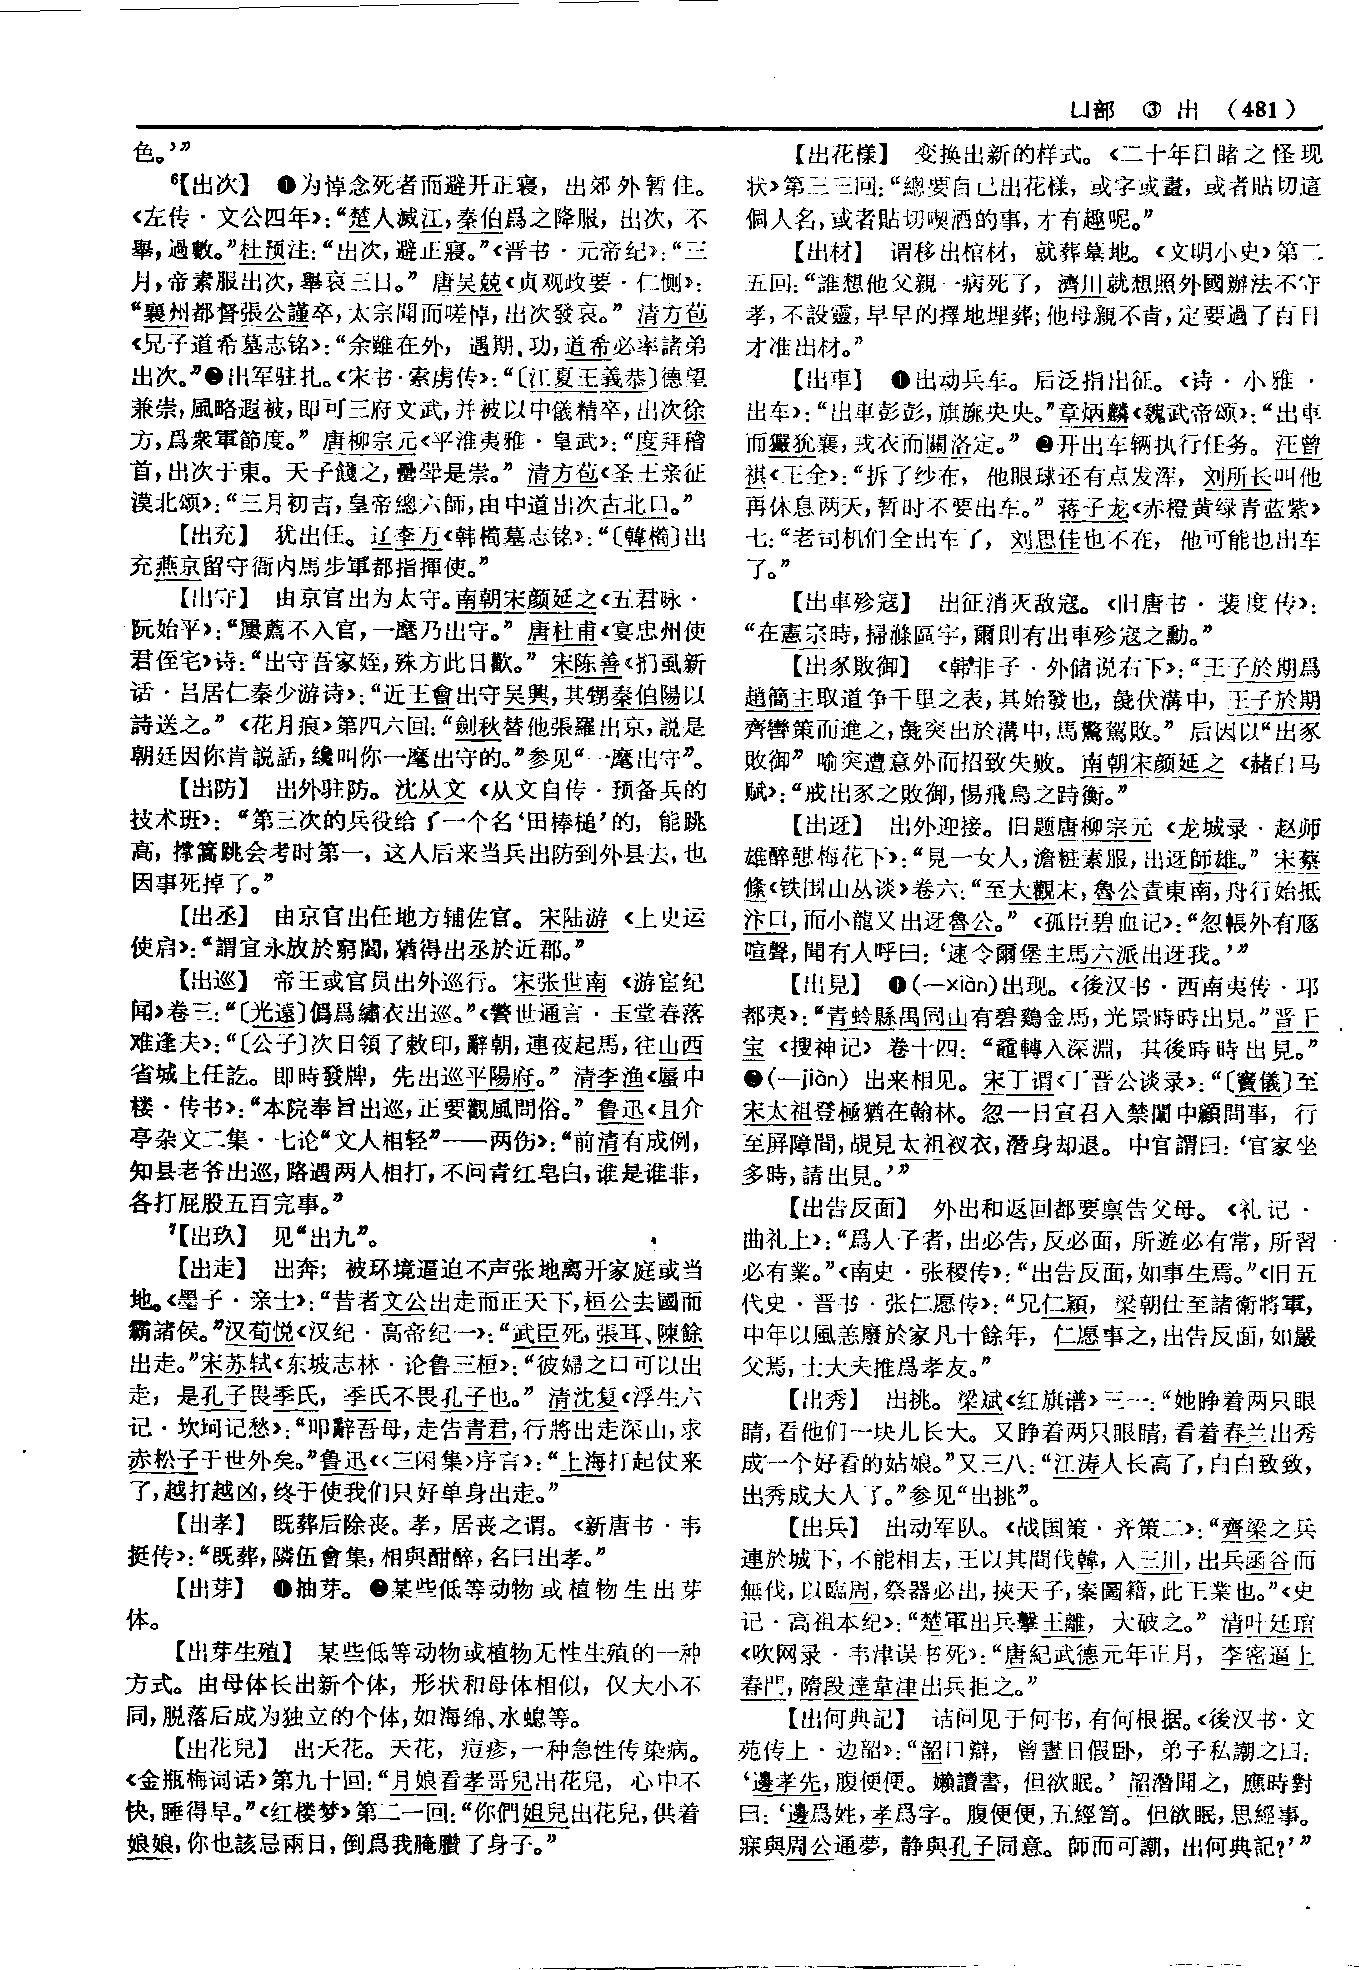 凵部 ③ 出 （481）
色。’”
⁶【出次】 ❶为悼念死者而避开正寝，出郊外暂住。
《左传·文公四年》：“楚人滅江，秦伯爲之降服，出次，不
舉，過數。”杜预注：“出次，避正寢。”《晋书·元帝纪》：“三
月，帝素服出次，舉哀三日。” 唐吴兢《贞观政要·仁恻》：
“襄州都督張公謹卒，太宗聞而嗟悼，出次發哀。” 清方苞
《兄子道希墓志铭》：“余雖在外，遇期、功，道希必率諸弟
出次。”❷出军驻扎。《宋书·索虏传》：“〔江夏王義恭〕德望
兼崇，風略遐被，即可三府文武，并被以中儀精卒，出次徐
方，爲衆軍節度。” 唐柳宗元《平淮夷雅·皇武》：“度拜稽
首，出次于東。天子餞之，罍斝是崇。” 清方苞《圣主亲征
漠北颂》：“三月初吉，皇帝總六師，由中道出次古北口。”
【出充】 犹出任。辽李万《韩橁墓志铭》：“〔韓橁〕出
充燕京留守衙内馬步軍都指揮使。”
【出守】 由京官出为太守。南朝宋颜延之《五君咏·
阮始平》：“屢薦不入官，一麾乃出守。” 唐杜甫《宴忠州使
君侄宅》诗：“出守吾家姪，殊方此日歡。” 宋陈善《扪虱新
话·吕居仁秦少游诗》：“近王會出守吴興，其甥秦伯陽以
詩送之。”《花月痕》第四六回：“劍秋替他張羅出京，説是
朝廷因你肯説話，纔叫你一麾出守的。”参见“一麾出守”。
【出防】 出外驻防。沈从文《从文自传·预备兵的
技术班》：“第三次的兵役给了一个名‘田棒槌’的，能跳
高，撑篙跳会考时第一，这人后来当兵出防到外县去，也
因事死掉了。”
【出丞】 由京官出任地方辅佐官。宋陆游《上史运
使启》：“謂宜永放於窮閻，猶得出丞於近郡。”
【出巡】 帝王或官员出外巡行。宋张世南《游宦纪
闻》卷三：“〔光遠〕僞爲繡衣出巡。”《警世通言·玉堂春落
难逢夫》：“〔公子〕次日領了敕印，辭朝，連夜起馬，往山西
省城上任訖。即時發牌，先出巡平陽府。” 清李渔《蜃中
楼·传书》：“本院奉旨出巡，正要觀風問俗。” 鲁迅《且介
亭杂文二集·七论“文人相轻”——两伤》：“前清有成例，
知县老爷出巡，路遇两人相打，不问青红皂白，谁是谁非，
各打屁股五百完事。”
⁷【出玖】 见“出九”。
【出走】 出奔；被环境逼迫不声张地离开家庭或当
地。《墨子·亲士》：“昔者文公出走而正天下，桓公去國而
霸諸侯。”汉荀悦《汉纪·高帝纪一》：“武臣死，張耳、陳餘
出走。”宋苏轼《东坡志林·论鲁三桓》：“彼婦之口可以出
走，是孔子畏季氏，季氏不畏孔子也。” 清沈复《浮生六
记·坎坷记愁》：“叩辭吾母，走告青君，行將出走深山，求
赤松子于世外矣。”鲁迅《〈三闲集〉序言》：“上海打起仗来
了，越打越凶，终于使我们只好单身出走。”
【出孝】 既葬后除丧。孝，居丧之谓。《新唐书·韦
挺传》：“既葬，隣伍會集，相與酣醉，名曰出孝。”
【出芽】 ❶抽芽。❷某些低等动物或植物生出芽
体。
【出芽生殖】 某些低等动物或植物无性生殖的一种
方式。由母体长出新个体，形状和母体相似，仅大小不
同，脱落后成为独立的个体，如海绵、水螅等。
【出花兒】 出天花。天花，痘疹，一种急性传染病。
《金瓶梅词话》第九十回：“月娘看孝哥兒出花兒，心中不
快，睡得早。”《红楼梦》第二一回：“你們姐兒出花兒，供着
娘娘，你也該忌兩日，倒爲我腌臢了身子。”
【出花樣】 变换出新的样式。《二十年目睹之怪现
状》第三三回：“總要自己出花樣，或字或畫，或者貼切這
個人名，或者貼切喫酒的事，才有趣呢。”
【出材】 谓移出棺材，就葬墓地。《文明小史》第二
五回：“誰想他父親一病死了，濟川就想照外國辦法不守
孝，不設靈，早早的擇地埋葬；他母親不肯，定要過了百日
才准出材。”
【出車】 ❶出动兵车。后泛指出征。《诗·小雅·
出车》：“出車彭彭，旂旐央央。”章炳麟《魏武帝颂》：“出車
而玁狁襄，戎衣而關洛定。” ❷开出车辆执行任务。汪曾
祺《王全》：“拆了纱布，他眼球还有点发浑，刘所长叫他
再休息两天，暂时不要出车。” 蒋子龙《赤橙黄绿青蓝紫》
七：“老司机们全出车了，刘思佳也不在，他可能也出车
了。”
【出車殄寇】 出征消灭敌寇。《旧唐书·裴度传》：
“在憲宗時，掃滌區宇，爾則有出車殄寇之勳。”
【出豕敗御】 《韩非子·外储说右下》：“王子於期爲
趙簡主取道争千里之表，其始發也，彘伏溝中，王子於期
齊轡策而進之，彘突出於溝中，馬驚駕敗。” 后因以“出豕
敗御” 喻突遭意外而招致失败。南朝宋颜延之《赭白马
赋》：“戒出豕之敗御，惕飛鳥之跱衡。”
【出迓】 出外迎接。旧题唐柳宗元《龙城录·赵师
雄醉憩梅花下》：“見一女人，澹粧素服，出迓師雄。” 宋蔡
絛《铁围山丛谈》卷六：“至大觀末，魯公責東南，舟行始抵
汴口，而小龍又出迓魯公。” 《孤臣碧血记》：“忽帳外有豗
喧聲，聞有人呼曰：‘速令爾堡主馬六派出迓我。’”
【出見】 ❶(—xiàn)出现。《後汉书·西南夷传·邛
都夷》：“青蛉縣禺同山有碧鷄金馬，光景時時出見。”晋干
宝《搜神记》卷十四：“黿轉入深淵，其後時時出見。”
❷(—jiàn) 出来相见。宋丁谓《丁晋公谈录》：“〔竇儀〕至
宋太祖登極猶在翰林。忽一日宣召入禁闈中顧問事，行
至屏障間，覘見太祖衩衣，潛身却退。中官謂曰：‘官家坐
多時，請出見。’”
【出告反面】 外出和返回都要禀告父母。《礼记·
曲礼上》：“爲人子者，出必告，反必面，所遊必有常，所習
必有業。”《南史·张稷传》：“出告反面，如事生焉。”《旧五
代史·晋书·张仁愿传》：“兄仁穎，梁朝仕至諸衛將軍，
中年以風恙廢於家凡十餘年，仁愿事之，出告反面，如嚴
父焉，士大夫推爲孝友。”
【出秀】 出挑。梁斌《红旗谱》三一：“她睁着两只眼
睛，看他们一块儿长大。又睁着两只眼睛，看着春兰出秀
成一个好看的姑娘。”又三八：“江涛人长高了，白白致致，
出秀成大人了。”参见“出挑”。
【出兵】 出动军队。《战国策·齐策二》：“齊梁之兵
連於城下，不能相去，王以其間伐韓，入三川，出兵函谷而
無伐，以臨周，祭器必出，挾天子，案圖籍，此王業也。”《史
记·高祖本纪》：“楚軍出兵擊王離，大破之。” 清叶廷琯
《吹网录·韦津误书死》：“唐紀武德元年正月，李密逼上
春門，隋段達韋津出兵拒之。”
【出何典記】 诘问见于何书，有何根据。《後汉书·文
苑传上·边韶》：“韶口辯，曾晝日假卧，弟子私謿之曰：
‘邊孝先，腹便便。嬾讀書，但欲眠。’韶潛聞之，應時對
曰：‘邊爲姓，孝爲字。腹便便，五經笥。但欲眠，思經事。
寐與周公通夢，静與孔子同意。師而可謿，出何典記？’”